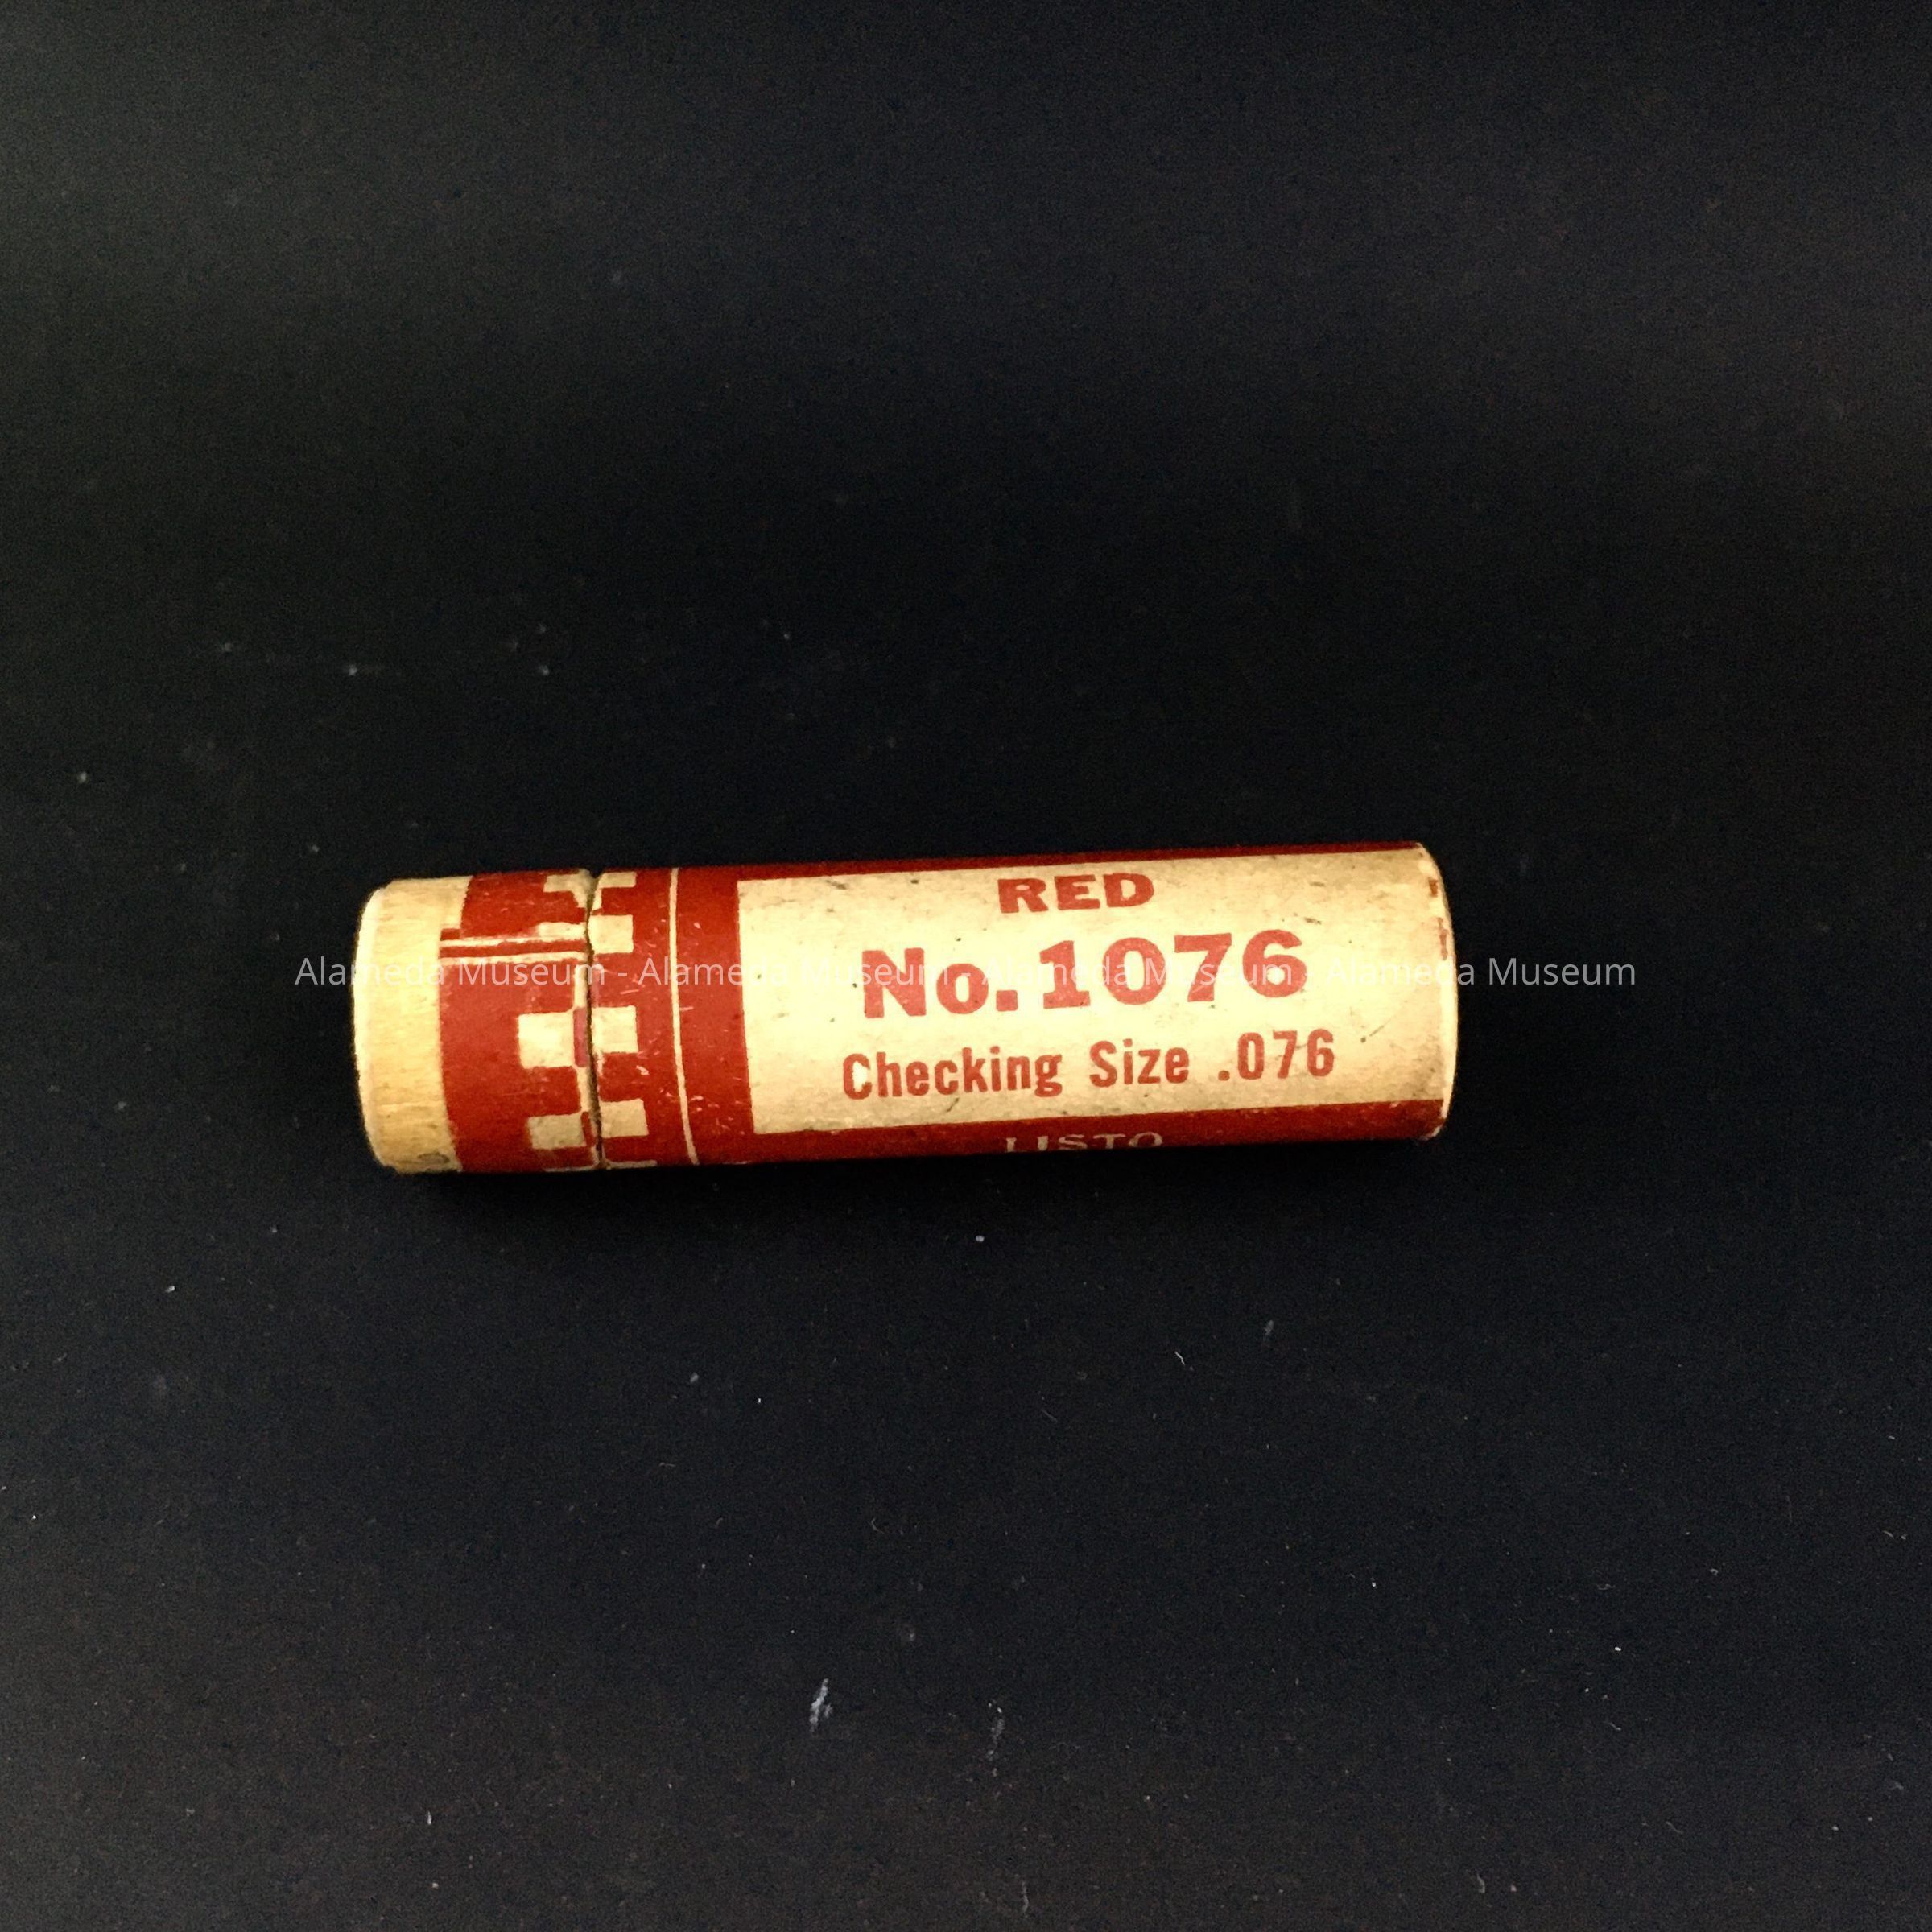 RED
No. 1076
Checking Size .076
LISTO
Alameda Museum - Alameda Museum - Alameda Museum - Alameda Museum